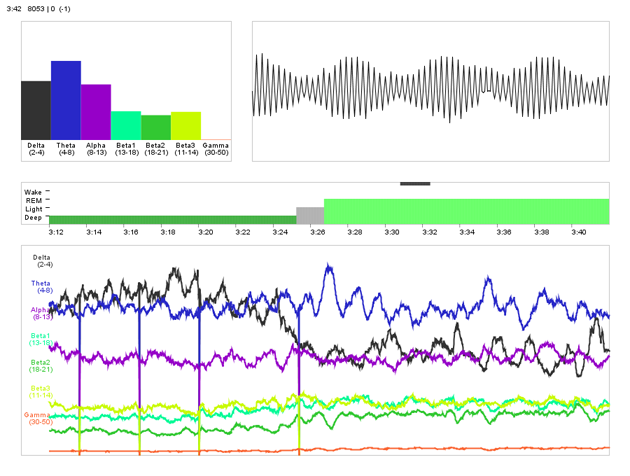 3:42 8053 | 0 (-1)
Delta Theta Alpha Beta1 Beta2 Beta3 Gamma
(2-4) (4-8) (8-13) (13-18) (18-21) (11-14) (30-50)
Wake
REM
Light
Deep
3:12 3:14 3:16 3:18 3:20 3:22 3:24 3:26 3:28 3:30 3:32 3:34 3:36 3:38 3:40
Delta
(2-4)
Theta
(4-8)
Alpha
(8-13)
Beta1
(13-18)
Beta2
(18-21)
Beta3
(11-14)
Gamma
(30-50)